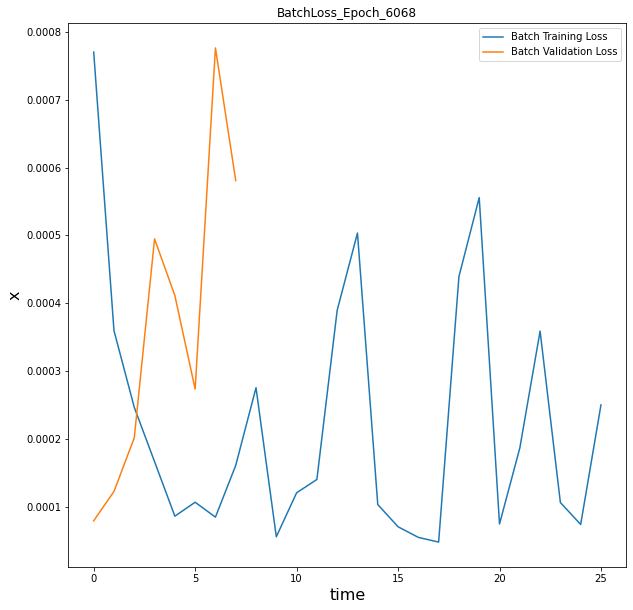 BatchLoss_Epoch_6068
Batch Training Loss
Batch Validation Loss
0.0008
0.0007
0.0006
0.0005
0.0004
0.0003
0.0002
0.0001
x
0 5 10 15 20 25
time